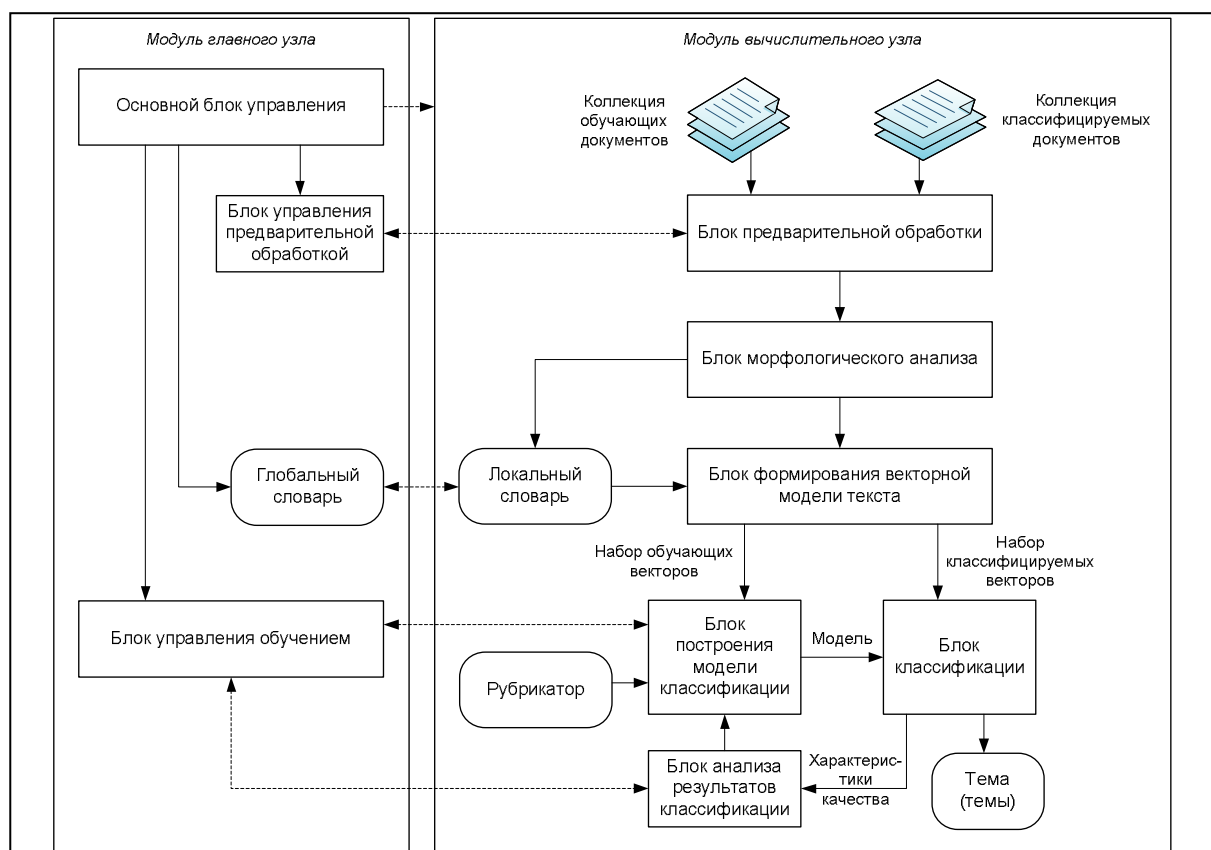 Модуль главного узла
Модуль вычислительного узла
Основной блок управления
Коллекция
обучающих
документов
Коллекция
классифицируемых
документов
Блок управления
предварительной
обработкой
Блок предварительной обработки
Блок морфологического анализа
Глобальный
словарь
Локальный
словарь
Блок формирования векторной
модели текста
Набор обучающих
векторов
Набор
классифицируемых
векторов
Блок управления обучением
Блок
построения
модели
классификации
Модель
Блок
классификации
Рубрикатор
Блок анализа
результатов
классификации
Характерис-
тики
качества
Тема
(темы)